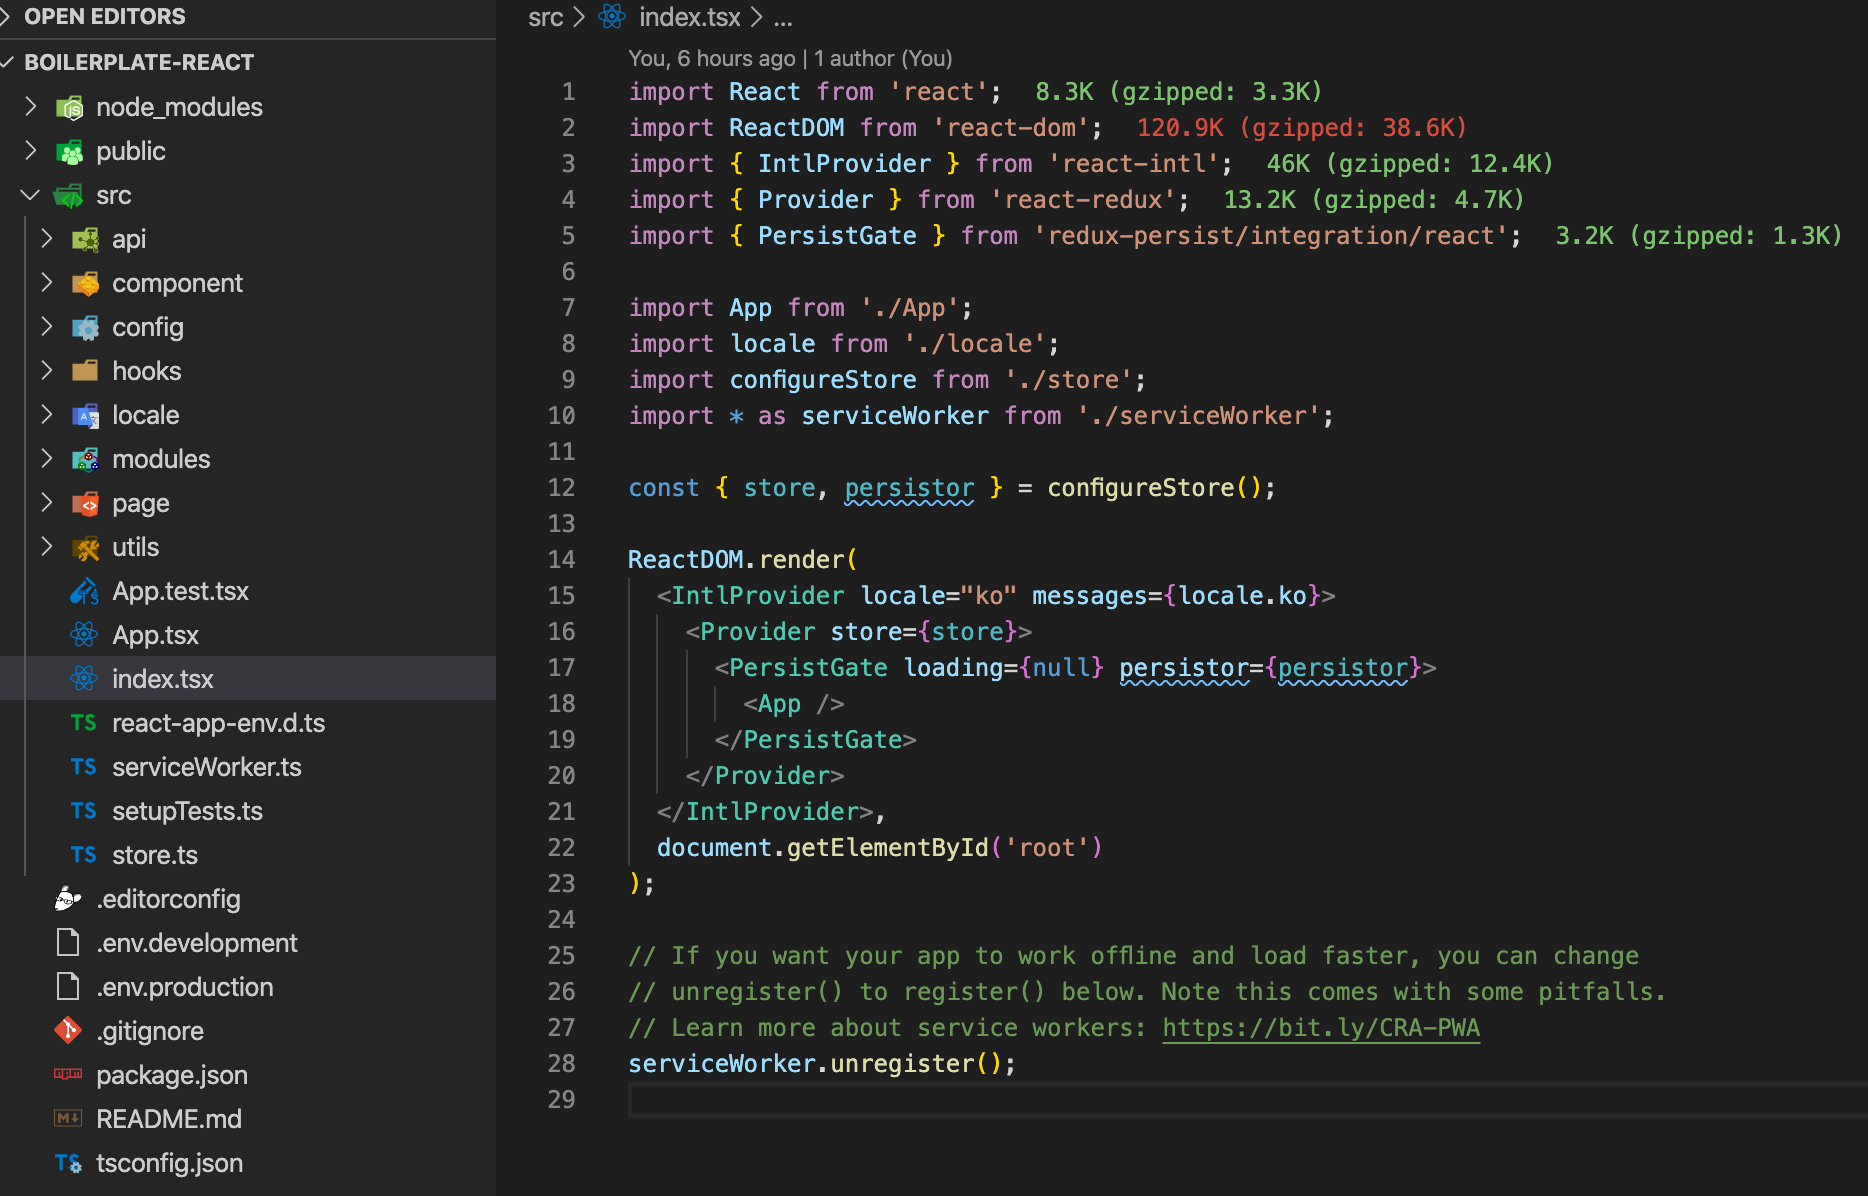 OPEN EDITORS
BOILERPLATE-REACT
node_modules
public
src
api
component
config
hooks
locale
modules
page
utils
App.test.tsx
App.tsx
index.tsx
TS react-app-env.d.ts
TS serviceWorker.ts
TS setupTests.ts
TS store.ts
.editorconfig
.env.development
.env.production
.gitignore
package.json
README.md
tsconfig.json
src > index.tsx > ...
You, 6 hours ago | 1 author (You)
1 import React from 'react'; 8.3K (gzipped: 3.3K)
2 import ReactDOM from 'react-dom'; 120.9K (gzipped: 38.6K)
3 import { IntlProvider } from 'react-intl'; 46K (gzipped: 12.4K)
4 import { Provider } from 'react-redux'; 13.2K (gzipped: 4.7K)
5 import { PersistGate } from 'redux-persist/integration/react'; 3.2K (gzipped: 1.3K)
6
7 import App from './App';
8 import locale from './locale';
9 import configureStore from './store';
10 import * as serviceWorker from './serviceWorker';
11
12 const { store, persistor } = configureStore();
13
14 ReactDOM.render(
15 <IntlProvider locale="ko" messages={locale.ko}>
16 <Provider store={store}>
17 <PersistGate loading={null} persistor={persistor}>
18 <App />
19 </PersistGate>
20 </Provider>
21 </IntlProvider>,
22 document.getElementById('root')
23 );
24
25 // If you want your app to work offline and load faster, you can change
26 // unregister() to register() below. Note this comes with some pitfalls.
27 // Learn more about service workers: https://bit.ly/CRA-PWA
28 serviceWorker.unregister();
29